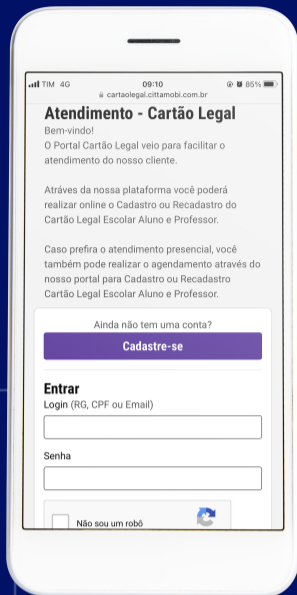 TIM 4G 09:10 85%
cartaolegal.cittamobi.com.br
Atendimento - Cartão Legal
Bem-vindo!
O Portal Cartão Legal veio para facilitar o
atendimento do nosso cliente.
Atráves da nossa plataforma você poderá
realizar online o Cadastro ou Recadastro do
Cartão Legal Escolar Aluno e Professor.
Caso prefira o atendimento presencial, você
também pode realizar o agendamento através do
nosso portal para Cadastro ou Recadastro
Cartão Legal Escolar Aluno e Professor.
Ainda não tem uma conta?
Cadastre-se
Entrar
Login (RG, CPF ou Email)
Senha
Não sou um robô